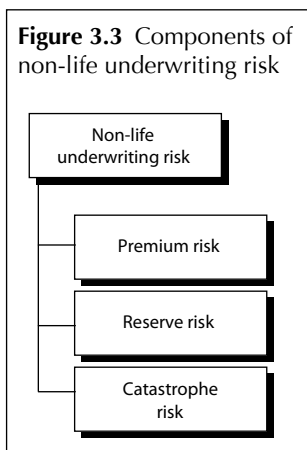 Figure 3.3 Components of
non-life underwriting risk
Non-life
underwriting risk
Premium risk
Reserve risk
Catastrophe
risk